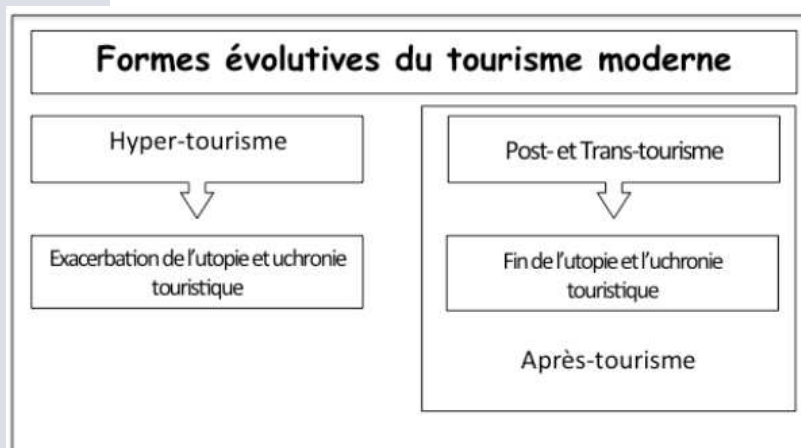 Formes évolutives du tourisme moderne
Hyper-tourisme
Exacerbation de l'utopie et uchronie
touristique
Post- et Trans-tourisme
Fin de l'utopie et l'uchronie
touristique
Après-tourisme